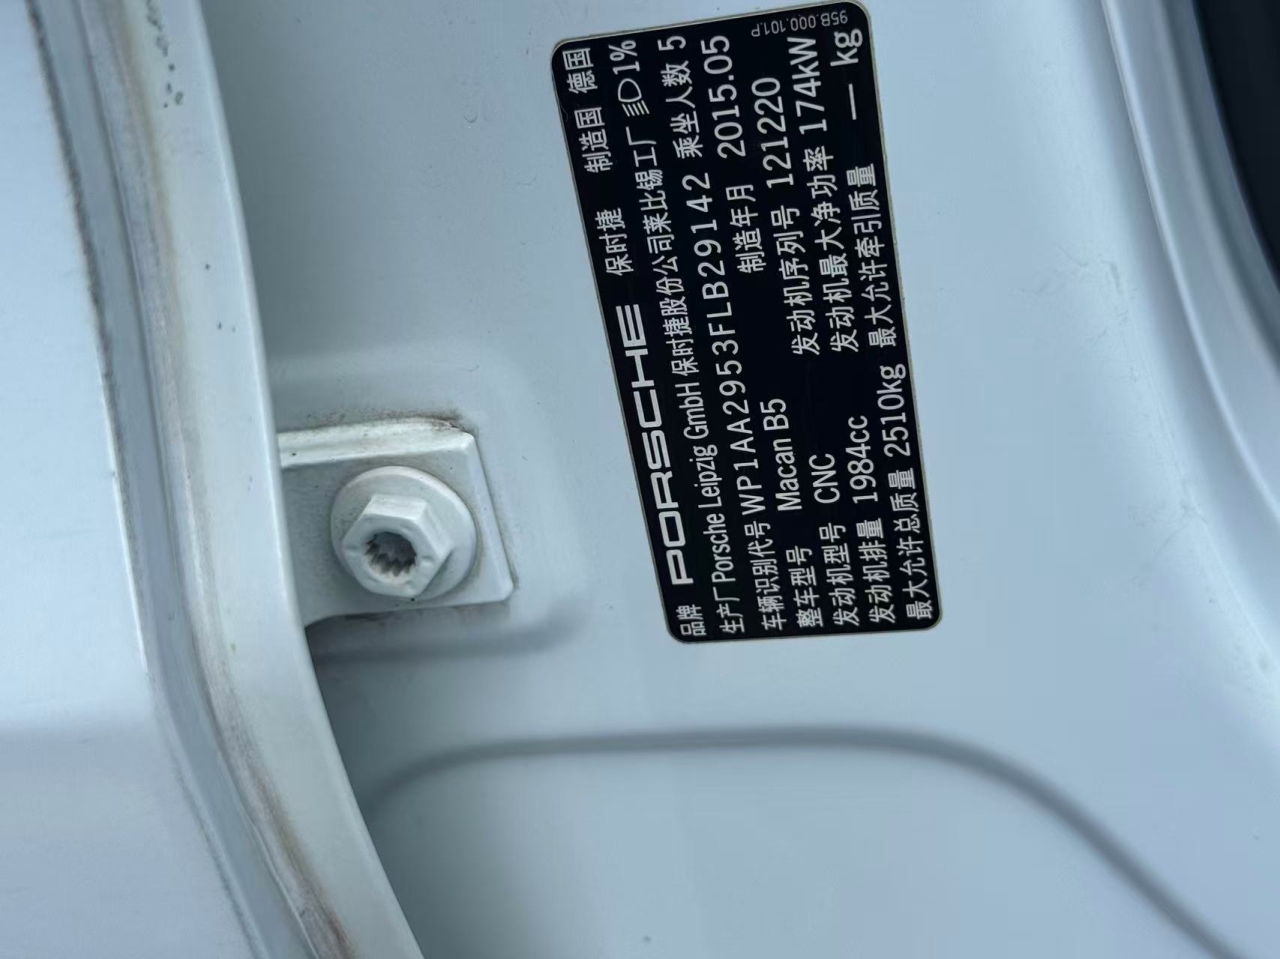 95B.000.101.P
品牌 PORSCHE 保时捷 制造国 德国
生产厂 Porsche Leipzig GmbH 保时捷股份公司莱比锡工厂 1%
车辆识别代号 WP1AA2953FLB29142 乘坐人数 5
整车型号 Macan B5 制造年月 2015.05
发动机型号 CNC 发动机序列号 121220
发动机排量 1984cc 发动机最大净功率 174kW
最大允许总质量 2510kg 最大允许牵引质量 — kg